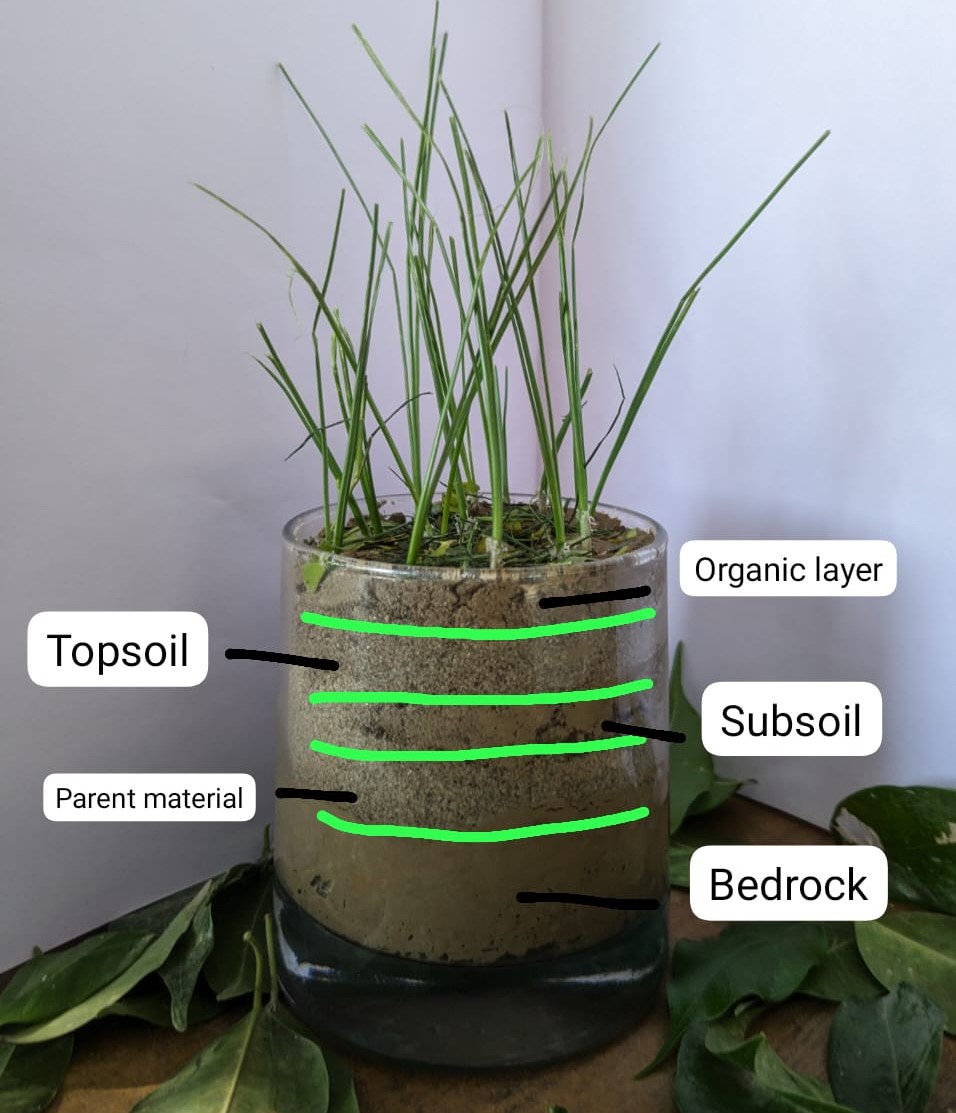 Organic layer
Topsoil
Subsoil
Parent material
Bedrock